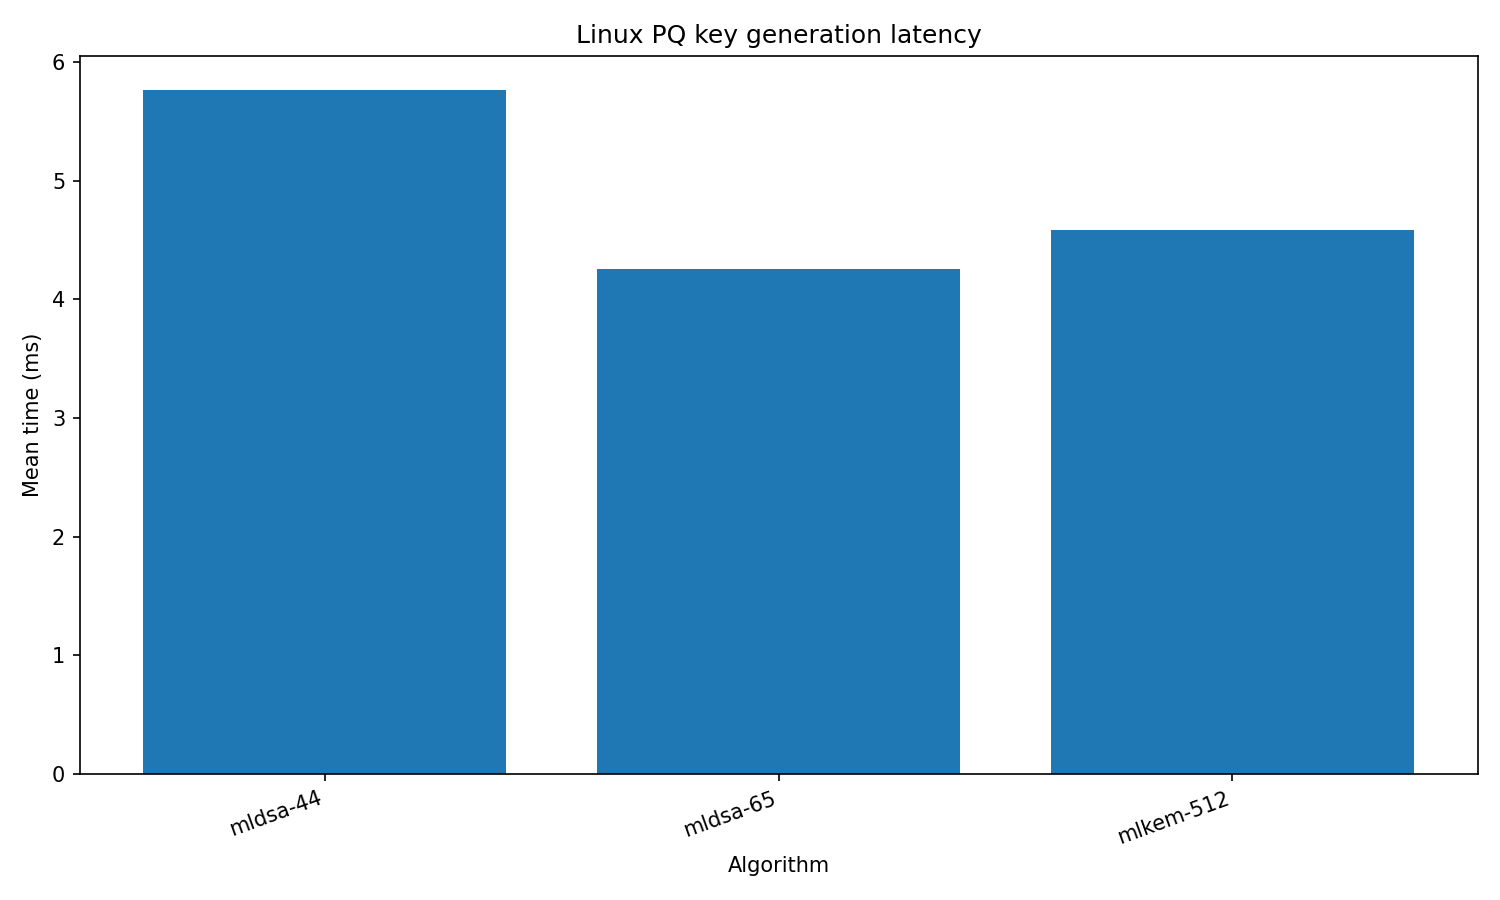 Linux PQ key generation latency
6
5
4
3
2
1
0
Mean time (ms)
mldsa-44
mldsa-65
mlkem-512
Algorithm